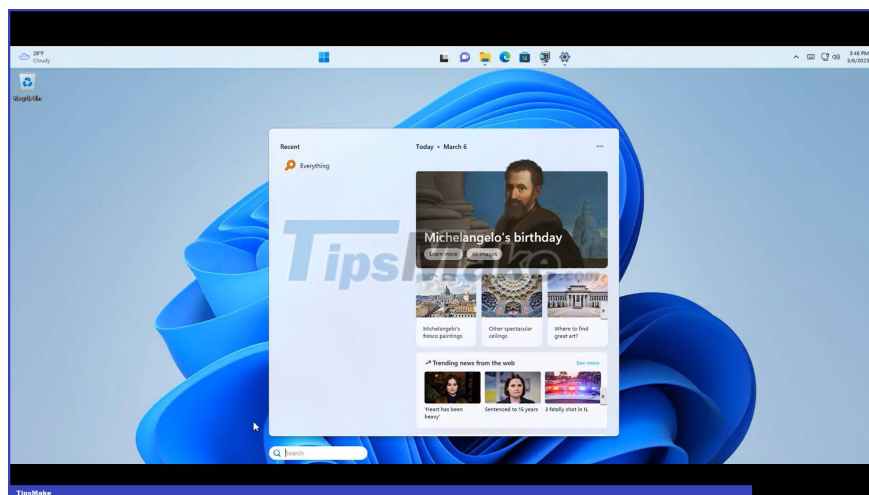 28°F
Cloudy
3:46 PM
3/6/2023
Recycle Bin
Recent
Today • March 6
Everything
Michelangelo's birthday
Learn more
All images
TipsMake
.com
Michelangelo's
fresco paintings
Other spectacular
ceilings
Where to find
great art?
Trending news from the web
See more
'Heart has been
heavy'
Sentenced to 15 years
3 fatally shot in IL
Search
TipsMake